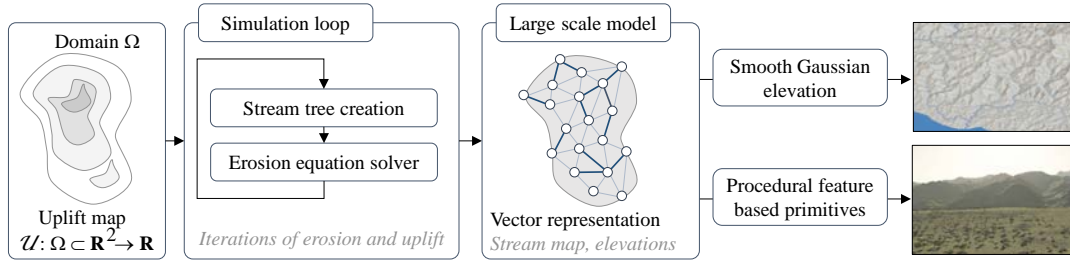 Domain Ω
Uplift map
𝒰: Ω ⊂ R² → R
Simulation loop
Stream tree creation
Erosion equation solver
Iterations of erosion and uplift
Large scale model
Vector representation
Stream map, elevations
Smooth Gaussian
elevation
Procedural feature
based primitives